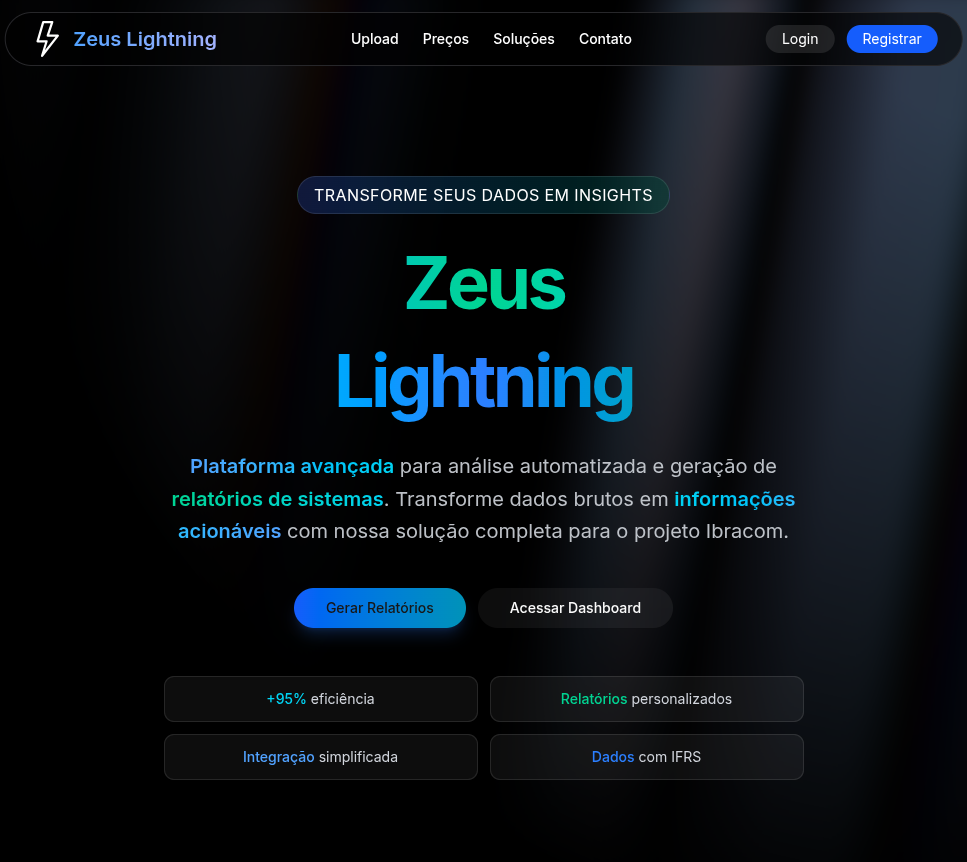 Zeus Lightning
Upload Preços Soluções Contato
Login Registrar
TRANSFORME SEUS DADOS EM INSIGHTS
Zeus
Lightning
Plataforma avançada para análise automatizada e geração de
relatórios de sistemas. Transforme dados brutos em informações
acionáveis com nossa solução completa para o projeto Ibracom.
Gerar Relatórios Acessar Dashboard
+95% eficiência
Relatórios personalizados
Integração simplificada
Dados com IFRS